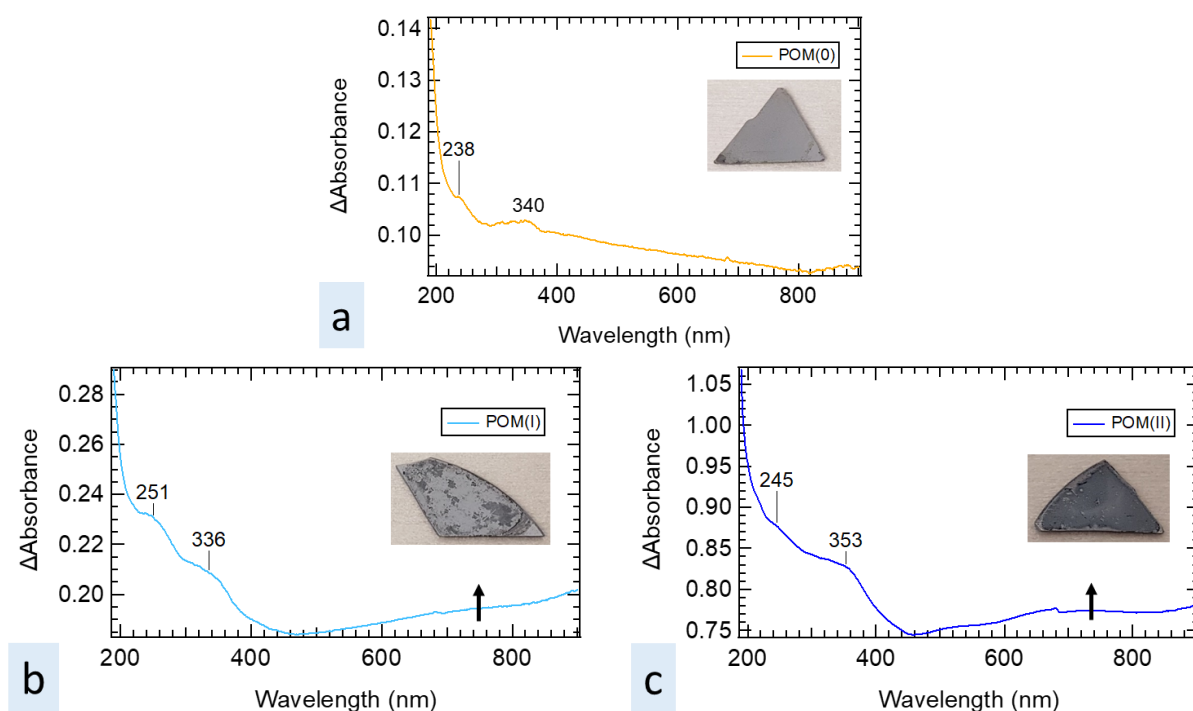 0.14
0.13
0.12
0.11
0.10
ΔAbsorbance
POM(0)
238
340
200
400
600
800
Wavelength (nm)
a
0.28
0.26
0.24
0.22
0.20
ΔAbsorbance
POM(I)
251
336
200
400
600
800
Wavelength (nm)
b
1.05
1.00
0.95
0.90
0.85
0.80
0.75
ΔAbsorbance
POM(II)
245
353
200
400
600
800
Wavelength (nm)
c